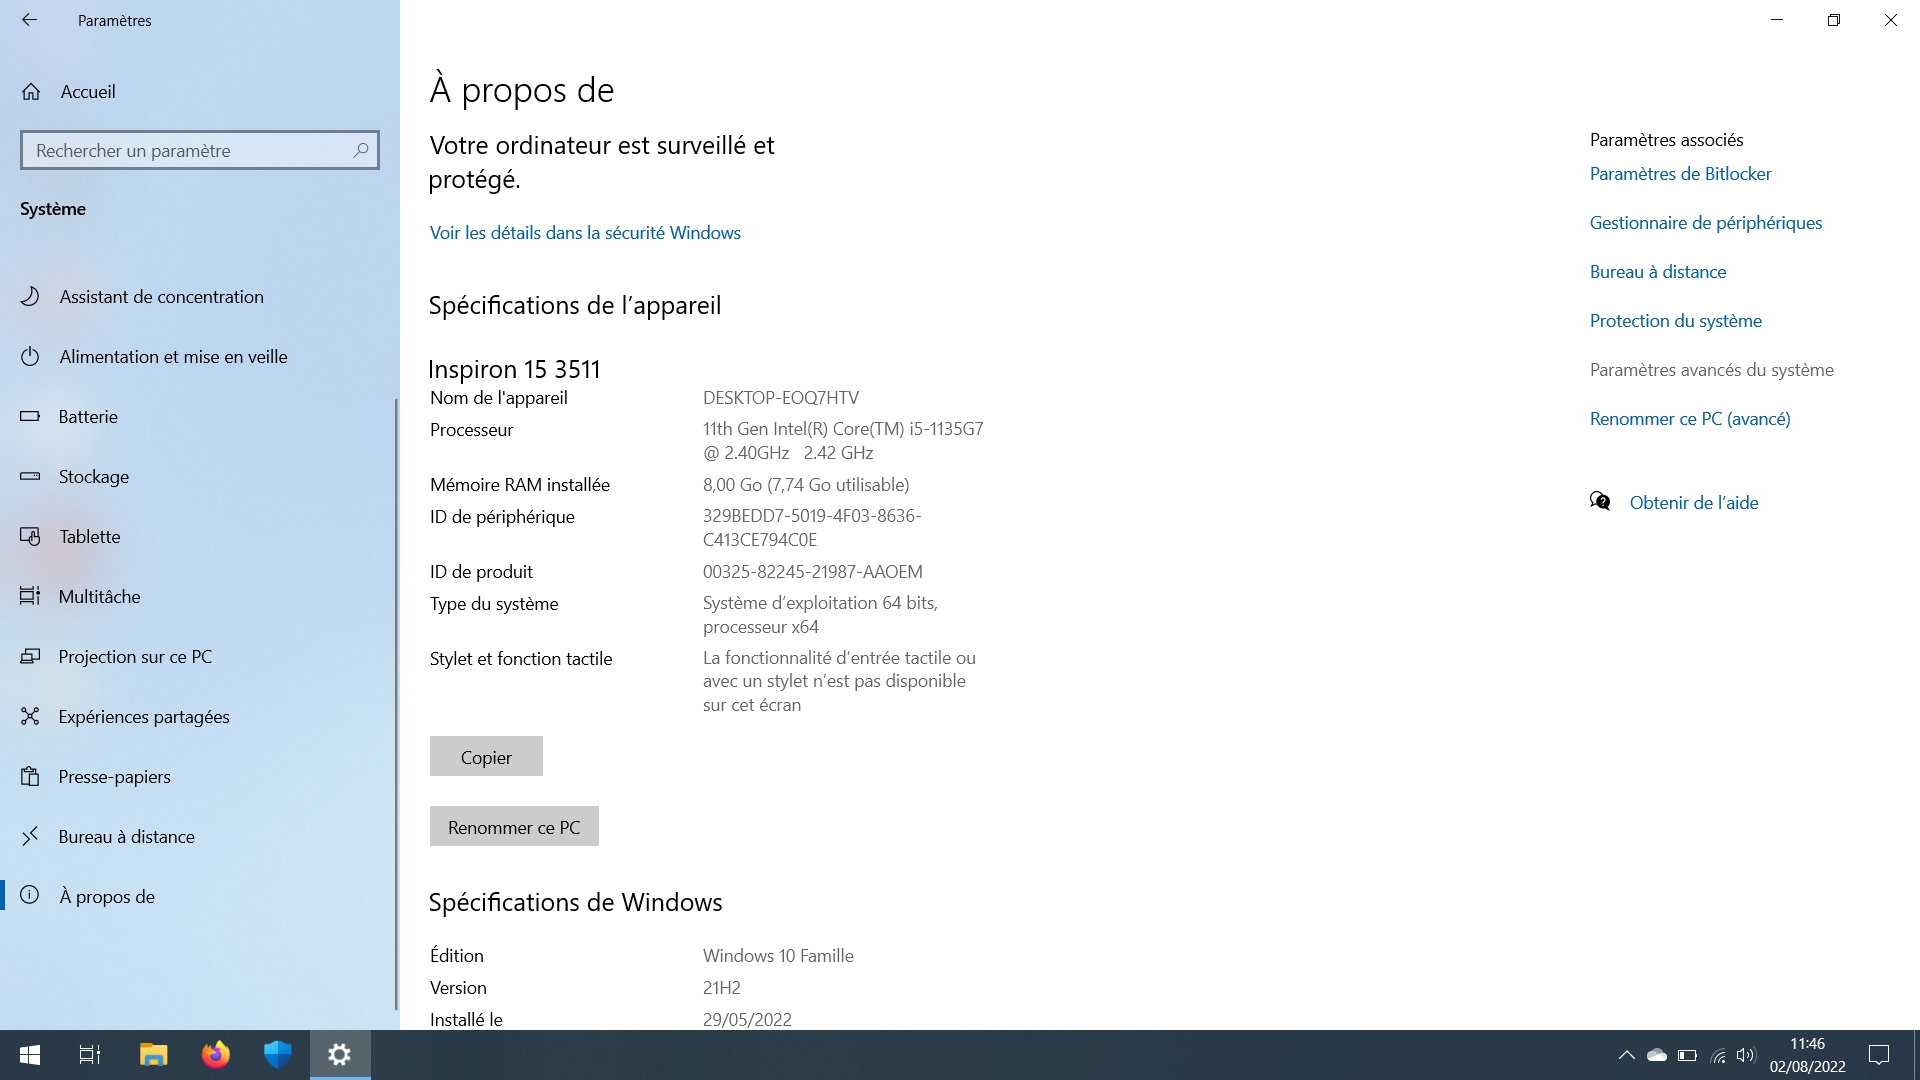 Paramètres
Accueil
Rechercher un paramètre
Système
Assistant de concentration
Alimentation et mise en veille
Batterie
Stockage
Tablette
Multitâche
Projection sur ce PC
Expériences partagées
Presse-papiers
Bureau à distance
À propos de
À propos de
Votre ordinateur est surveillé et
protégé.
Voir les détails dans la sécurité Windows
Spécifications de l’appareil
Inspiron 15 3511
Nom de l'appareil DESKTOP-EOQ7HTV
Processeur 11th Gen Intel(R) Core(TM) i5-1135G7
@ 2.40GHz 2.42 GHz
Mémoire RAM installée 8,00 Go (7,74 Go utilisable)
ID de périphérique 329BEDD7-5019-4F03-8636-
C413CE794C0E
ID de produit 00325-82245-21987-AAOEM
Type du système Système d’exploitation 64 bits,
processeur x64
Stylet et fonction tactile La fonctionnalité d’entrée tactile ou
avec un stylet n’est pas disponible
sur cet écran
Copier
Renommer ce PC
Spécifications de Windows
Édition Windows 10 Famille
Version 21H2
Installé le 29/05/2022
Paramètres associés
Paramètres de Bitlocker
Gestionnaire de périphériques
Bureau à distance
Protection du système
Paramètres avancés du système
Renommer ce PC (avancé)
Obtenir de l’aide
11:46
02/08/2022